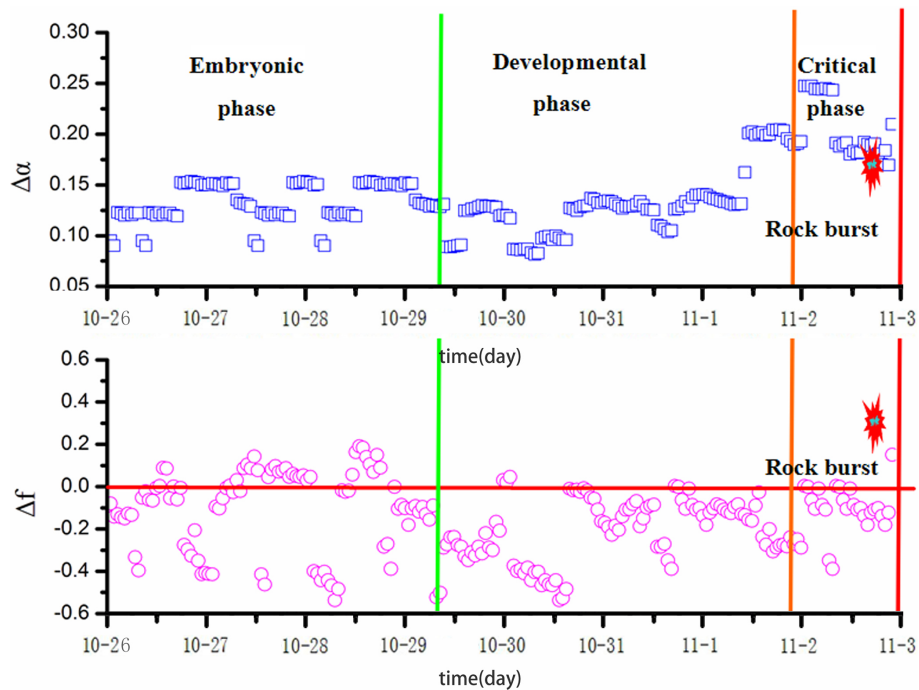 0.30
0.25
0.20
0.15
0.10
0.05
Δα
Embryonic
phase
Developmental
phase
Critical
phase
Rock burst
10-26 10-27 10-28 10-29 10-30 10-31 11-1 11-2 11-3
time(day)
0.6
0.4
0.2
0.0
-0.2
-0.4
-0.6
Δf
Rock burst
10-26 10-27 10-28 10-29 10-30 10-31 11-1 11-2 11-3
time(day)